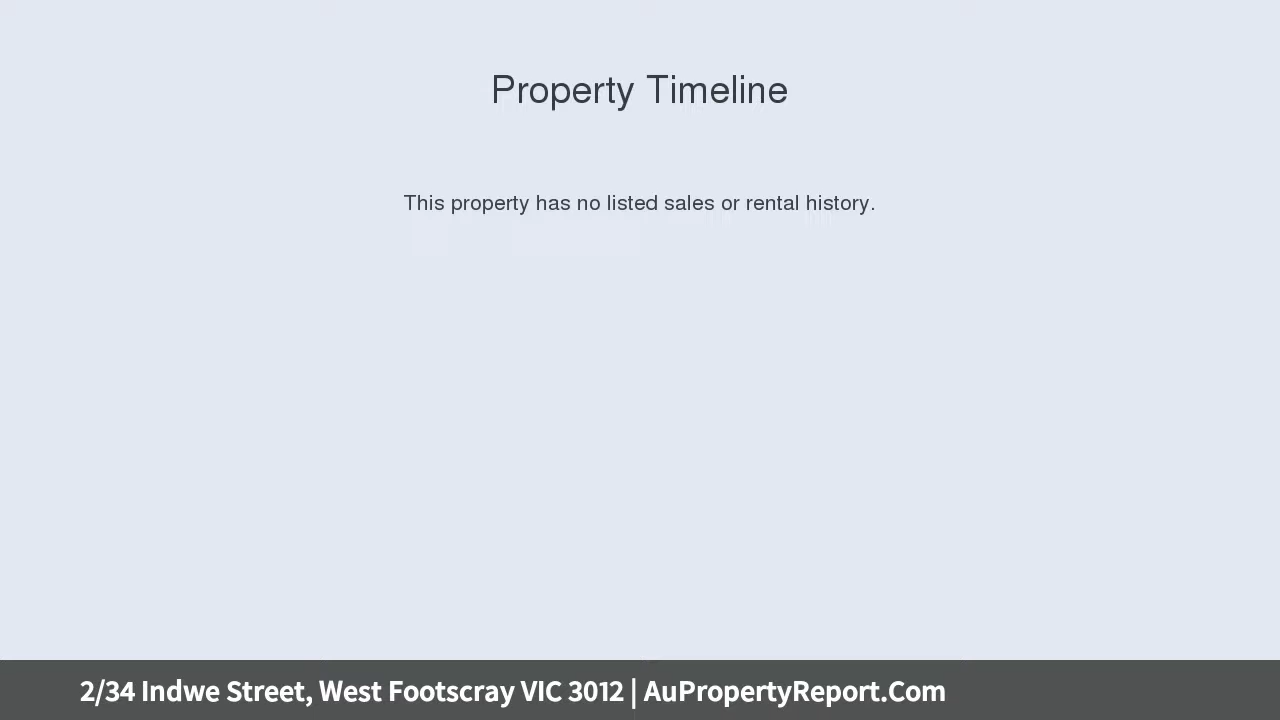 Property Timeline
This property has no listed sales or rental history.
2/34 Indwe Street, West Footscray VIC 3012 | AuPropertyReport.Com